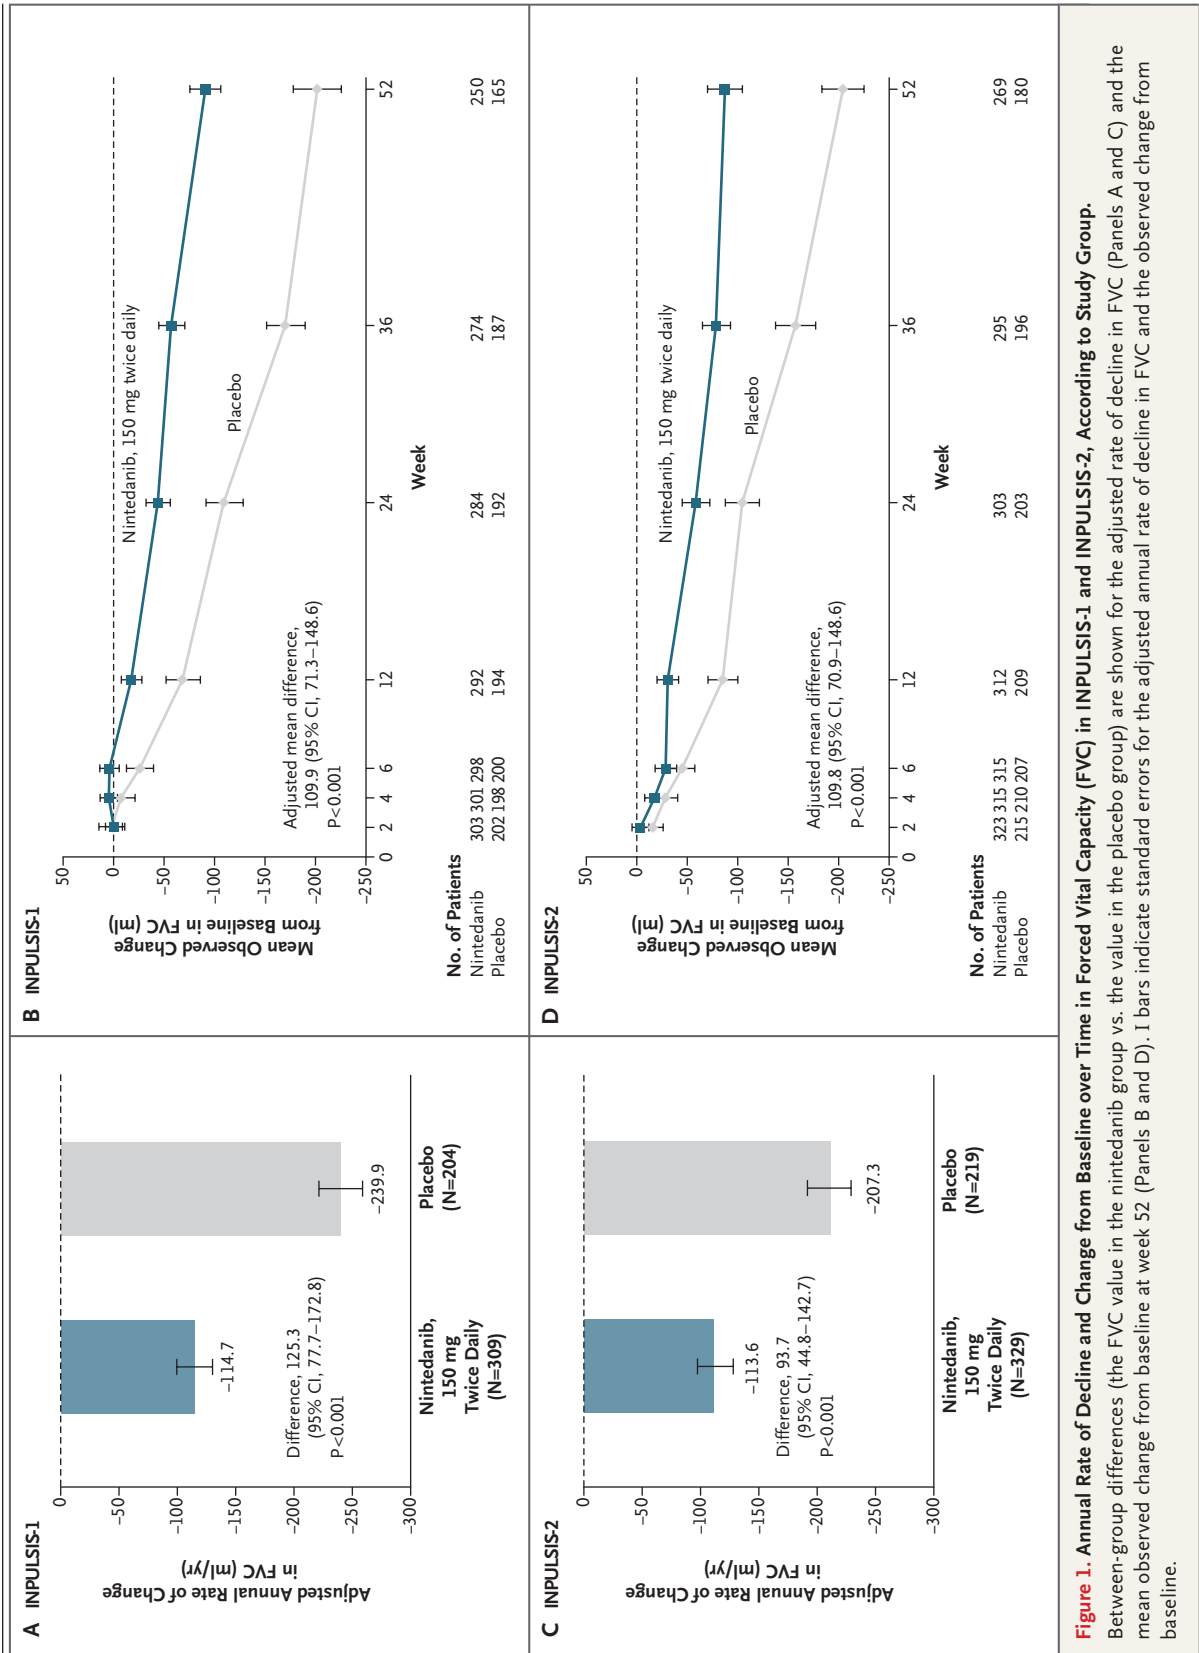 A INPULSIS-1
Adjusted Annual Rate of Change
in FVC (ml/yr)
0
−50
−100
−150
−200
−250
−300
−114.7
−239.9
Difference, 125.3
(95% CI, 77.7–172.8)
P<0.001
Nintedanib,
150 mg
Twice Daily
(N=309)
Placebo
(N=204)
B INPULSIS-1
Mean Observed Change
from Baseline in FVC (ml)
50
0
−50
−100
−150
−200
−250
Nintedanib, 150 mg twice daily
Placebo
Adjusted mean difference,
109.9 (95% CI, 71.3–148.6)
P<0.001
0 2 4 6 12 24 36 52
Week
No. of Patients
Nintedanib 303 301 298 292 284 274 250
Placebo 202 198 200 194 192 187 165
C INPULSIS-2
Adjusted Annual Rate of Change
in FVC (ml/yr)
0
−50
−100
−150
−200
−250
−300
−113.6
−207.3
Difference, 93.7
(95% CI, 44.8–142.7)
P<0.001
Nintedanib,
150 mg
Twice Daily
(N=329)
Placebo
(N=219)
D INPULSIS-2
Mean Observed Change
from Baseline in FVC (ml)
50
0
−50
−100
−150
−200
−250
Nintedanib, 150 mg twice daily
Placebo
Adjusted mean difference,
109.8 (95% CI, 70.9–148.6)
P<0.001
0 2 4 6 12 24 36 52
Week
No. of Patients
Nintedanib 323 315 315 312 303 295 269
Placebo 215 210 207 209 203 196 180
Figure 1. Annual Rate of Decline and Change from Baseline over Time in Forced Vital Capacity (FVC) in INPULSIS-1 and INPULSIS-2, According to Study Group.
Between-group differences (the FVC value in the nintedanib group vs. the value in the placebo group) are shown for the adjusted rate of decline in FVC (Panels A and C) and the
mean observed change from baseline at week 52 (Panels B and D). I bars indicate standard errors for the adjusted annual rate of decline in FVC and the observed change from
baseline.